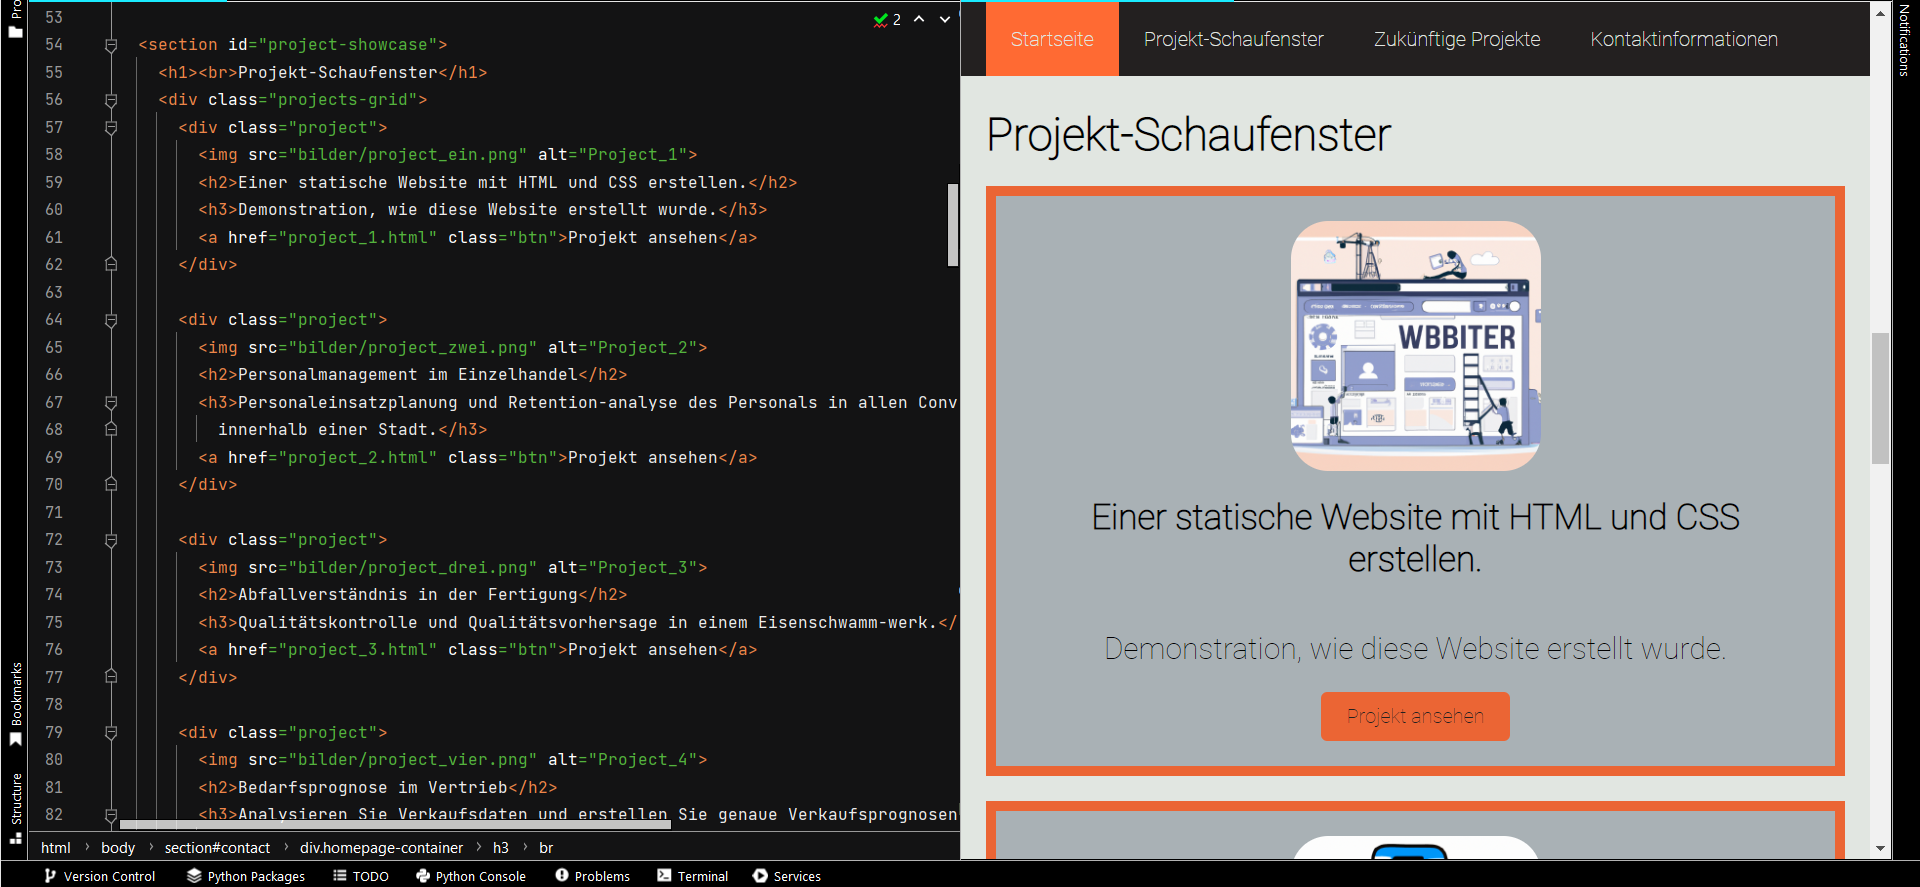 Pro
Bookmarks
Structure
2
53
54 <section id="project-showcase">
55 <h1><br>Projekt-Schaufenster</h1>
56 <div class="projects-grid">
57 <div class="project">
58 <img src="bilder/project_ein.png" alt="Project_1">
59 <h2>Einer statische Website mit HTML und CSS erstellen.</h2>
60 <h3>Demonstration, wie diese Website erstellt wurde.</h3>
61 <a href="project_1.html" class="btn">Projekt ansehen</a>
62 </div>
63
64 <div class="project">
65 <img src="bilder/project_zwei.png" alt="Project_2">
66 <h2>Personalmanagement im Einzelhandel</h2>
67 <h3>Personaleinsatzplanung und Retention-analyse des Personals in allen Conv
68 innerhalb einer Stadt.</h3>
69 <a href="project_2.html" class="btn">Projekt ansehen</a>
70 </div>
71
72 <div class="project">
73 <img src="bilder/project_drei.png" alt="Project_3">
74 <h2>Abfallverständnis in der Fertigung</h2>
75 <h3>Qualitätskontrolle und Qualitätsvorhersage in einem Eisenschwamm-werk.</
76 <a href="project_3.html" class="btn">Projekt ansehen</a>
77 </div>
78
79 <div class="project">
80 <img src="bilder/project_vier.png" alt="Project_4">
81 <h2>Bedarfsprognose im Vertrieb</h2>
82 <h3>Analysieren Sie Verkaufsdaten und erstellen Sie genaue Verkaufsprognosen
html › body › section#contact › div.homepage-container › h3 › br
Version Control Python Packages TODO Python Console Problems Terminal Services
Startseite Projekt-Schaufenster Zukünftige Projekte Kontaktinformationen
Projekt-Schaufenster
WBBITER
Einer statische Website mit HTML und CSS
erstellen.
Demonstration, wie diese Website erstellt wurde.
Projekt ansehen
Notifications